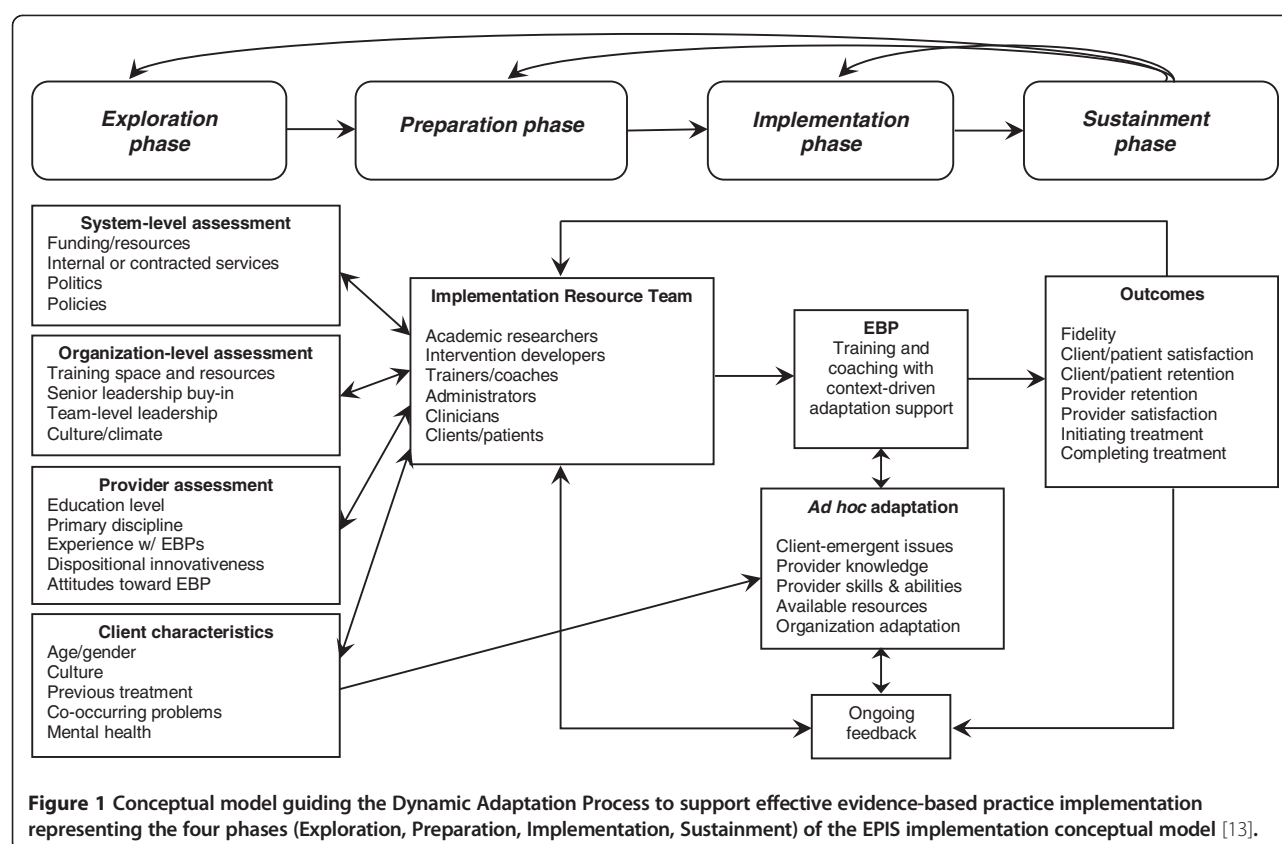 Exploration
phase
Preparation phase
Implementation
phase
Sustainment
phase
System-level assessment
Funding/resources
Internal or contracted services
Politics
Policies
Organization-level assessment
Training space and resources
Senior leadership buy-in
Team-level leadership
Culture/climate
Provider assessment
Education level
Primary discipline
Experience w/ EBPs
Dispositional innovativeness
Attitudes toward EBP
Client characteristics
Age/gender
Culture
Previous treatment
Co-occurring problems
Mental health
Implementation Resource Team
Academic researchers
Intervention developers
Trainers/coaches
Administrators
Clinicians
Clients/patients
EBP
Training and
coaching with
context-driven
adaptation support
Ad hoc adaptation
Client-emergent issues
Provider knowledge
Provider skills & abilities
Available resources
Organization adaptation
Ongoing
feedback
Outcomes
Fidelity
Client/patient satisfaction
Client/patient retention
Provider retention
Provider satisfaction
Initiating treatment
Completing treatment
Figure 1 Conceptual model guiding the Dynamic Adaptation Process to support effective evidence-based practice implementation
representing the four phases (Exploration, Preparation, Implementation, Sustainment) of the EPIS implementation conceptual model [13].